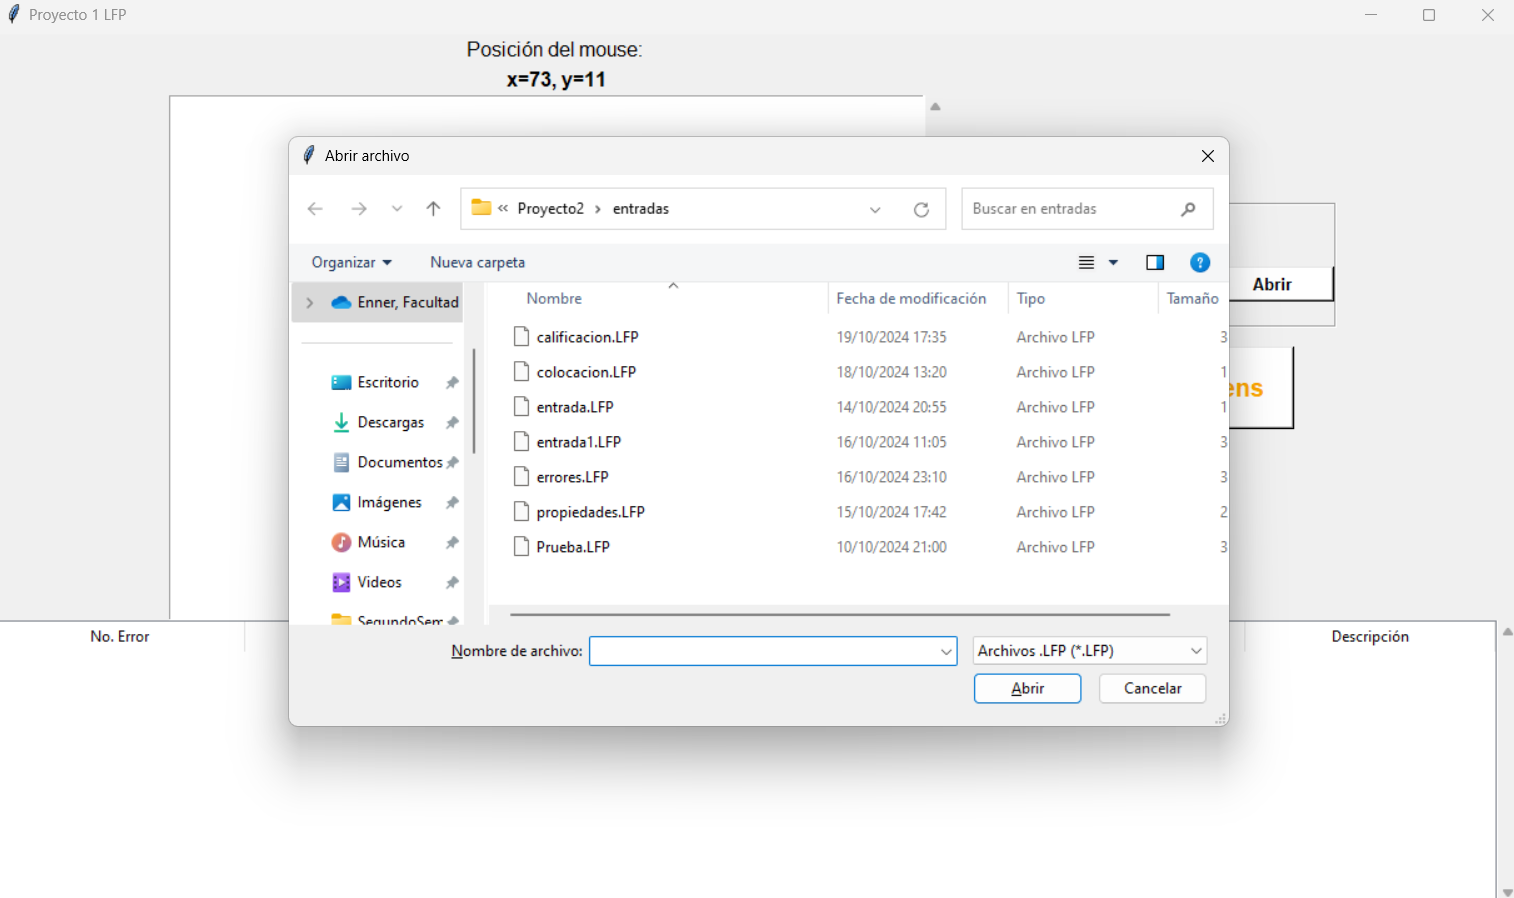 Proyecto 1 LFP
Posición del mouse:
x=73, y=11
Abrir archivo
« Proyecto2 › entradas
Buscar en entradas
Organizar
Nueva carpeta
Enner, Facultad
Nombre
Fecha de modificación
Tipo
Tamaño
calificacion.LFP 19/10/2024 17:35 Archivo LFP 3
colocacion.LFP 18/10/2024 13:20 Archivo LFP 1
entrada.LFP 14/10/2024 20:55 Archivo LFP 1
entrada1.LFP 16/10/2024 11:05 Archivo LFP 3
errores.LFP 16/10/2024 23:10 Archivo LFP 3
propiedades.LFP 15/10/2024 17:42 Archivo LFP 2
Prueba.LFP 10/10/2024 21:00 Archivo LFP 3
Escritorio
Descargas
Documentos
Imágenes
Música
Videos
SegundoSem
Nombre de archivo:
Archivos .LFP (*.LFP)
Abrir
Cancelar
Abrir
ens
No. Error
Descripción